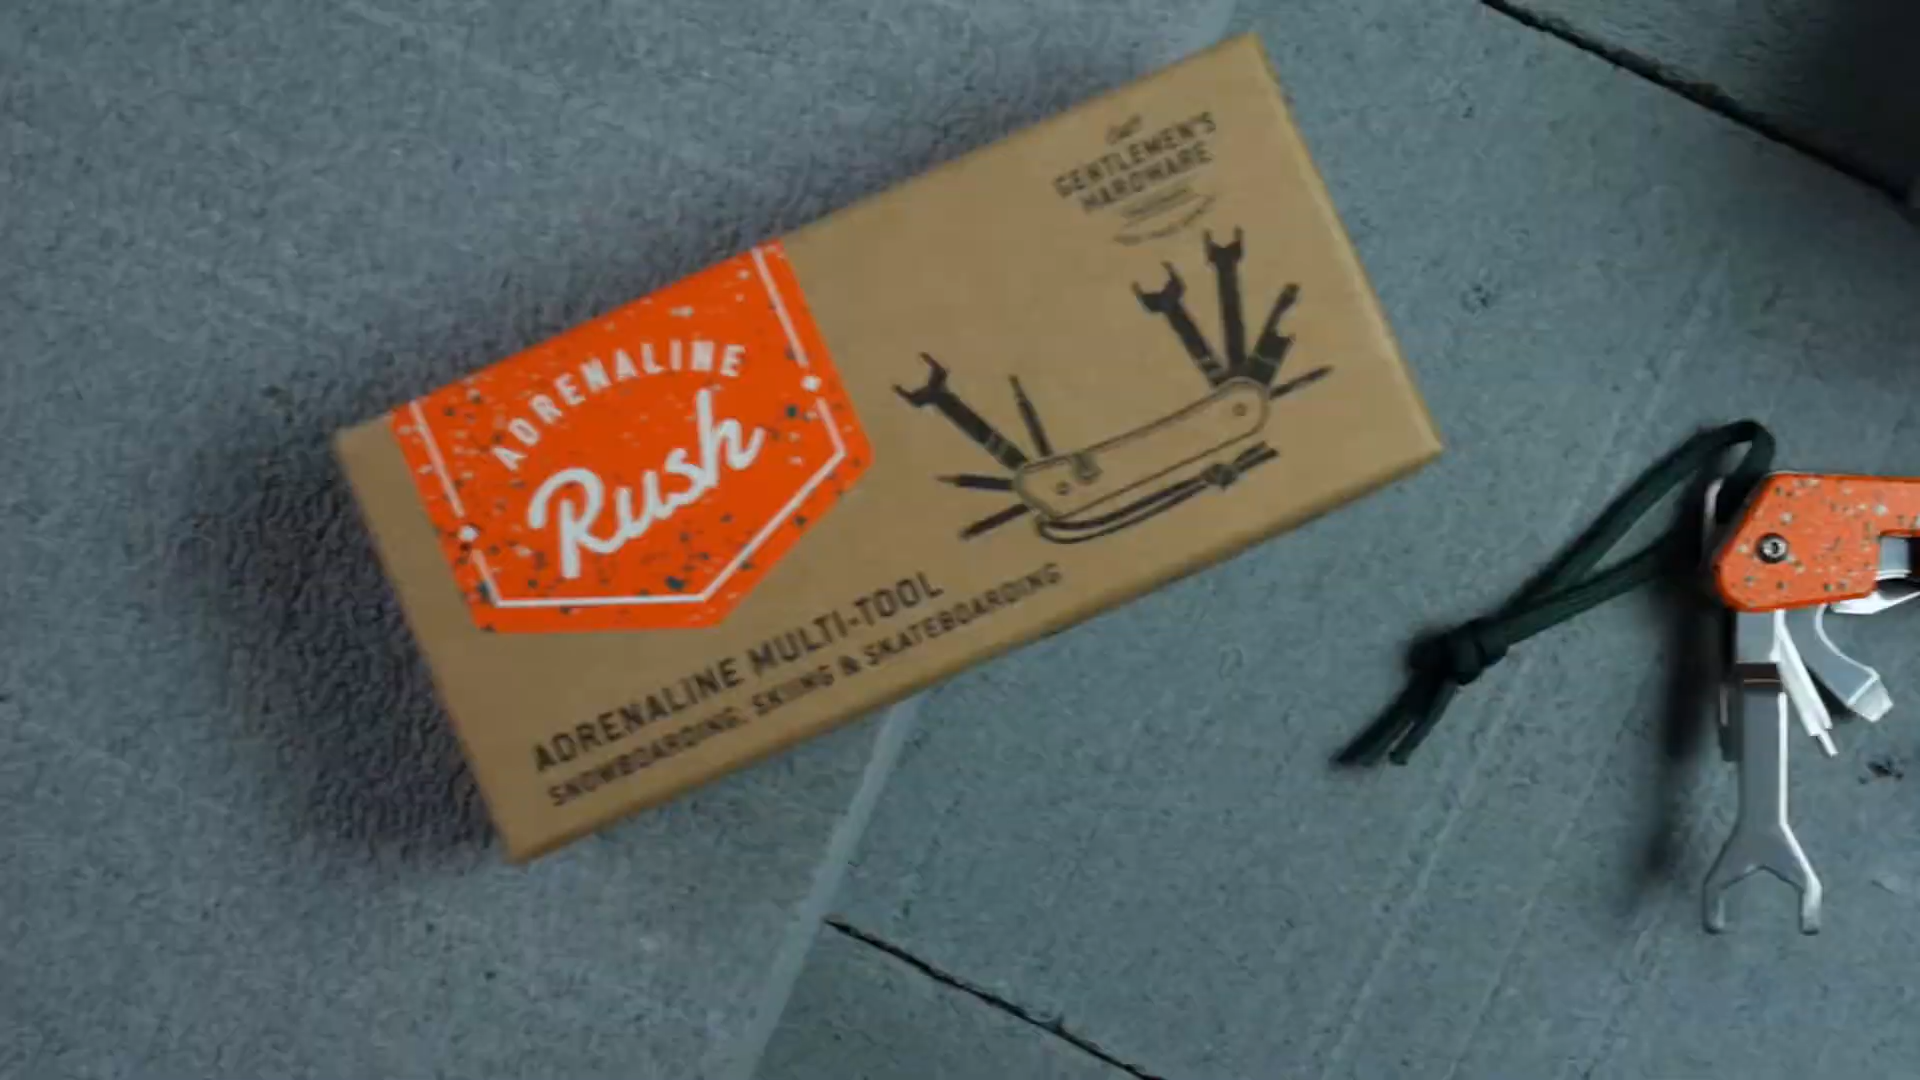 GENTLEMEN'S
HARDWARE
ADRENALINE
Rush
ADRENALINE MULTI-TOOL
SNOWBOARDING, SKIING & SKATEBOARDING